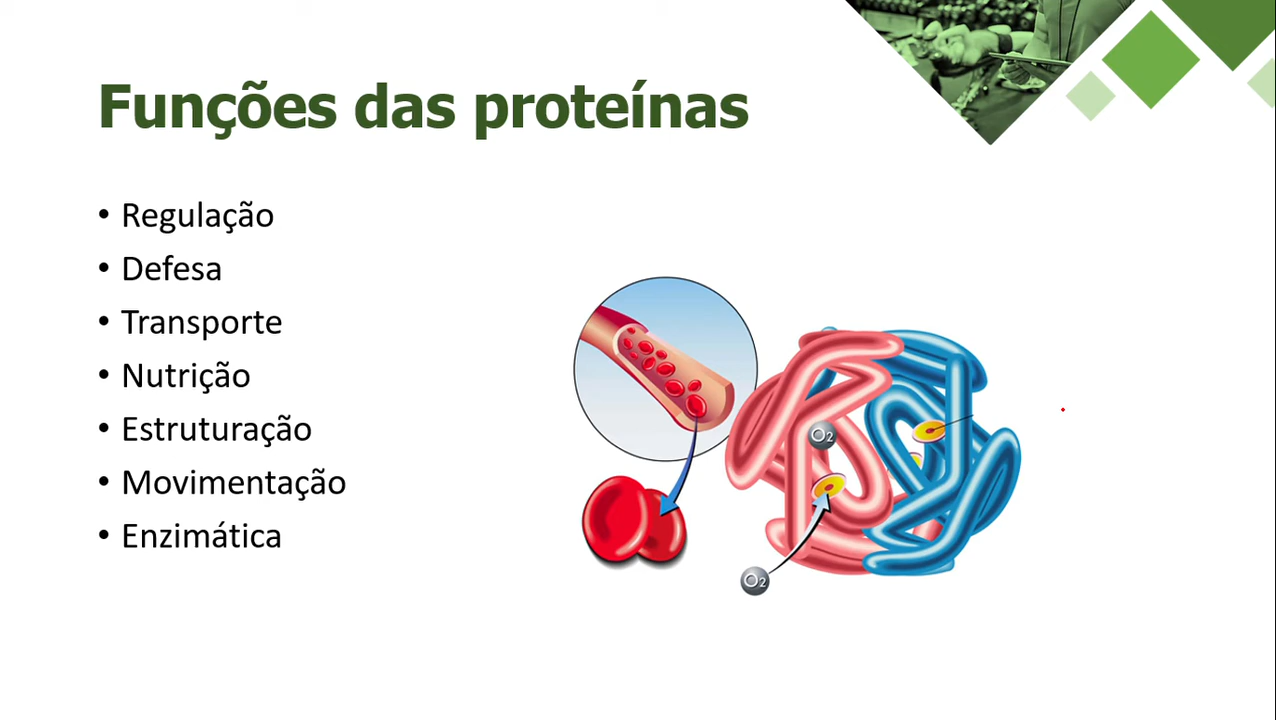 Funções das proteínas
• Regulação
• Defesa
• Transporte
• Nutrição
• Estruturação
• Movimentação
• Enzimática
O₂
O₂